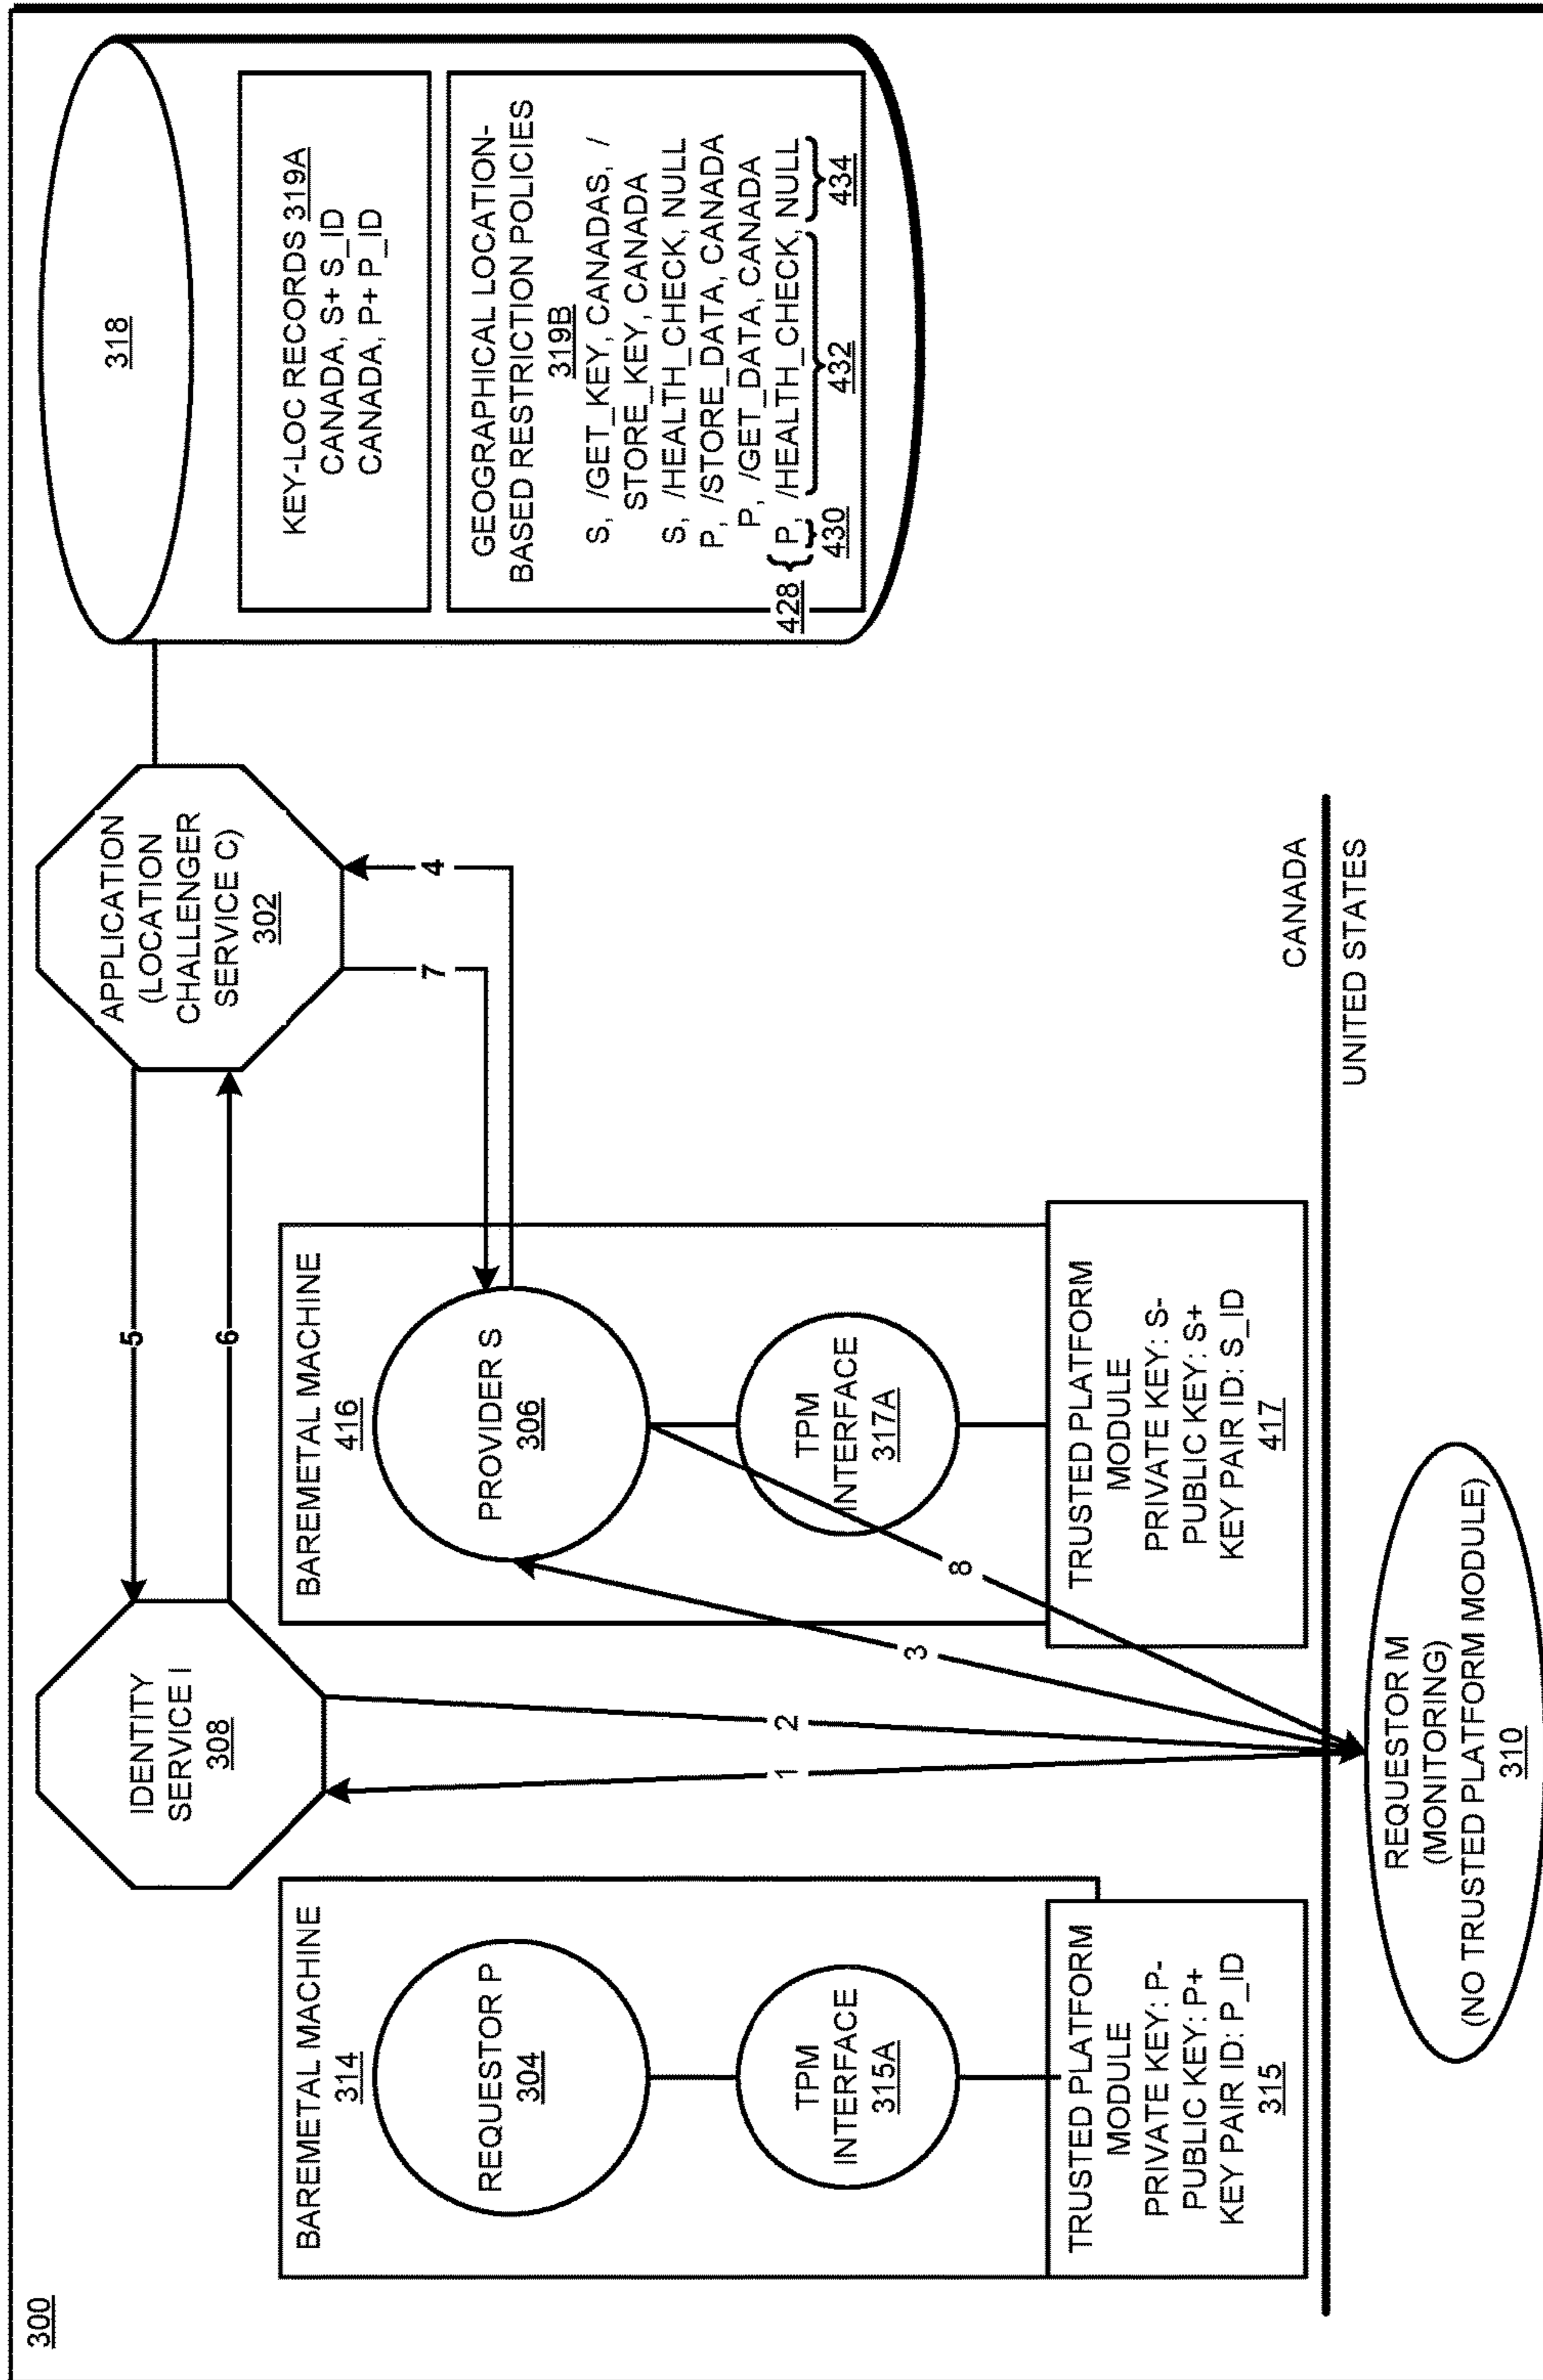 300
BAREMETAL MACHINE
314
REQUESTOR P
304
TPM
INTERFACE
315A
TRUSTED PLATFORM
MODULE
PRIVATE KEY: P-
PUBLIC KEY: P+
KEY PAIR ID: P_ID
315
IDENTITY
SERVICE I
308
5
6
APPLICATION
(LOCATION
CHALLENGER
SERVICE C)
302
4
7
BAREMETAL MACHINE
416
PROVIDER S
306
TPM
INTERFACE
317A
TRUSTED PLATFORM
MODULE
PRIVATE KEY: S-
PUBLIC KEY: S+
KEY PAIR ID: S_ID
417
1
2
3
8
318
KEY-LOC RECORDS 319A
CANADA, S+ S_ID
CANADA, P+ P_ID
GEOGRAPHICAL LOCATION-
BASED RESTRICTION POLICIES
319B
S, /GET_KEY, CANADAS, /
STORE_KEY, CANADA
S, /HEALTH_CHECK, NULL
P, /STORE_DATA, CANADA
P, /GET_DATA, CANADA
P, /HEALTH_CHECK, NULL
428
430
432
434
CANADA
UNITED STATES
REQUESTOR M
(MONITORING)
(NO TRUSTED PLATFORM MODULE)
310